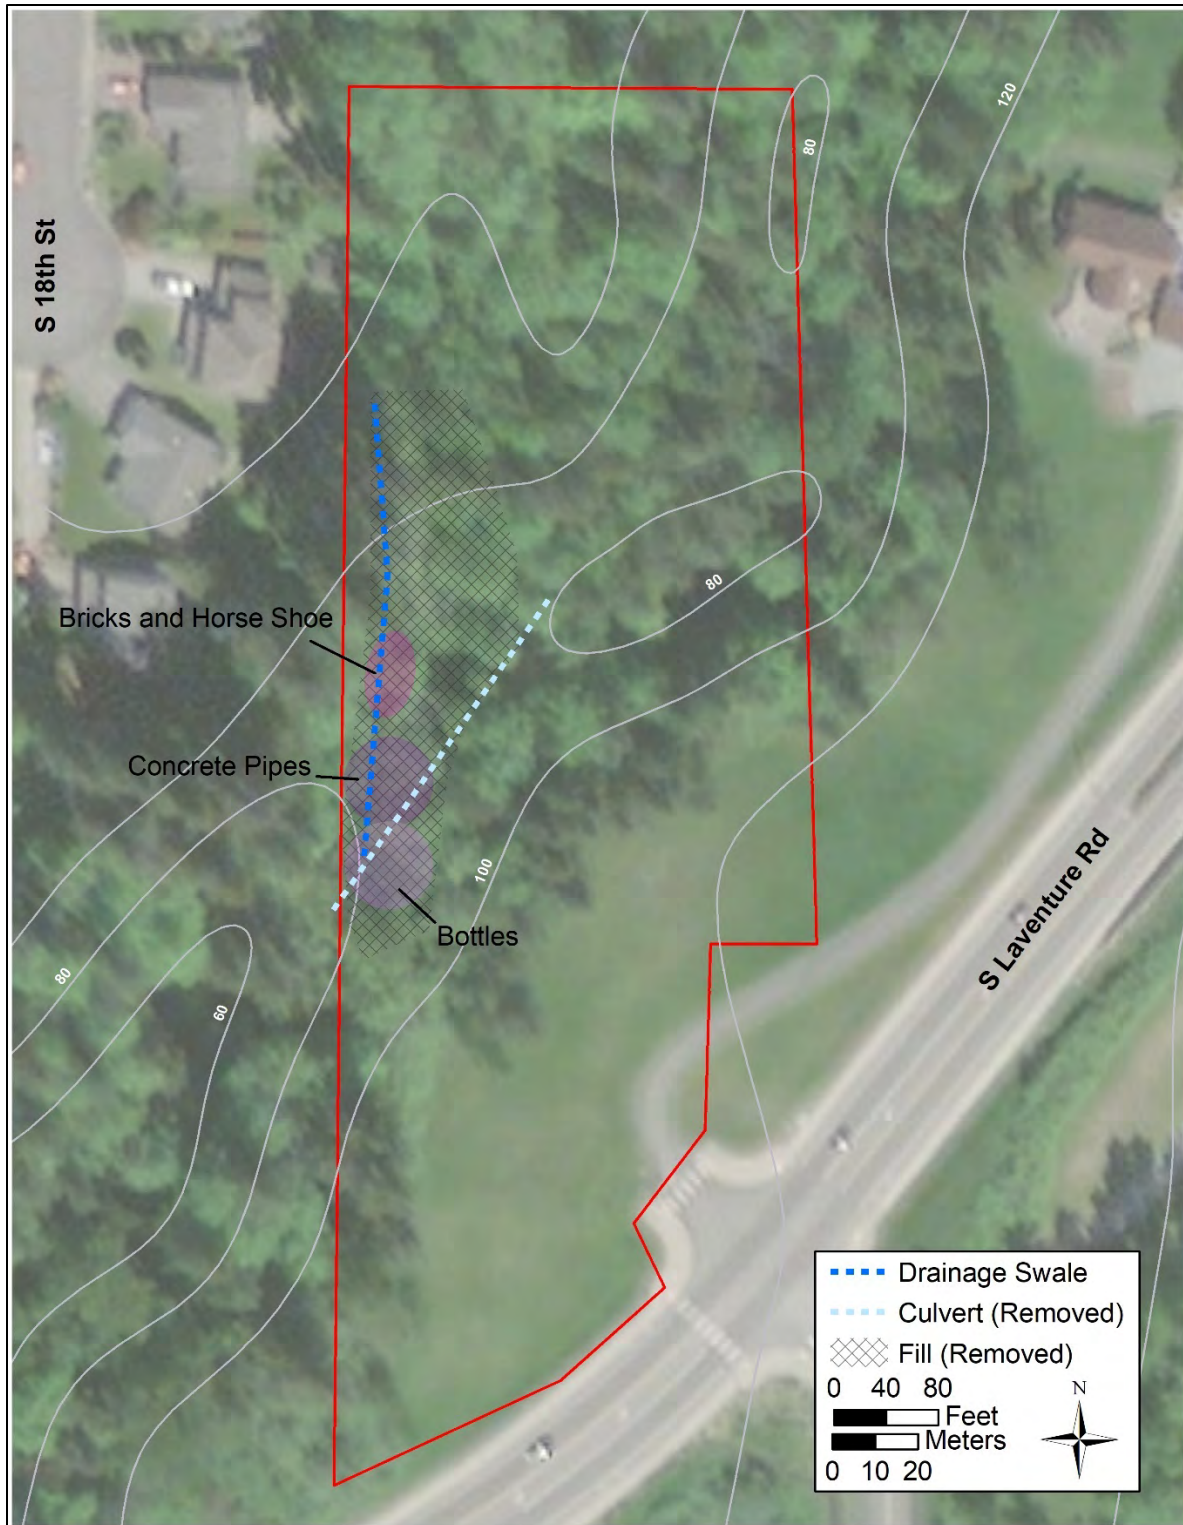 120
80
S 18th St
80
Bricks and Horse Shoe
Concrete Pipes
100
Bottles
S Laventure Rd
80
60
Drainage Swale
Culvert (Removed)
Fill (Removed)
0 40 80
Feet
Meters
0 10 20
N